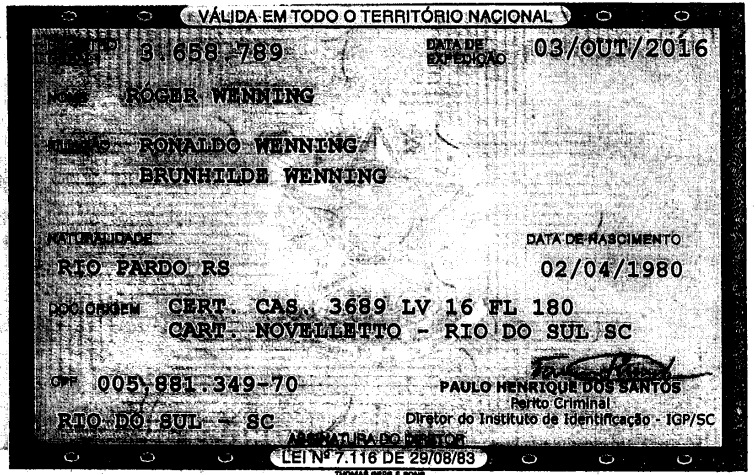 VÁLIDA EM TODO O TERRITÓRIO NACIONAL
3.658.789 DATA DE EXPEDIÇÃO 03/OUT/2016
NOME ROGER WENNING
FILIAÇÃO RONALDO WENNING
BRUNHILDE WENNING
NATURALIDADE DATA DE NASCIMENTO
RIO PARDO RS 02/04/1980
DOC ORIGEM CERT. CAS. 3689 LV 16 FL 180
CART. NOVELLETTO - RIO DO SUL SC
CPF 005.881.349-70
PAULO HENRIQUE DOS SANTOS
Perito Criminal
RIO DO SUL - SC Diretor do Instituto de Identificação - IGP/SC
ASSINATURA DO DIRETOR
LEI Nº 7.116 DE 29/08/83